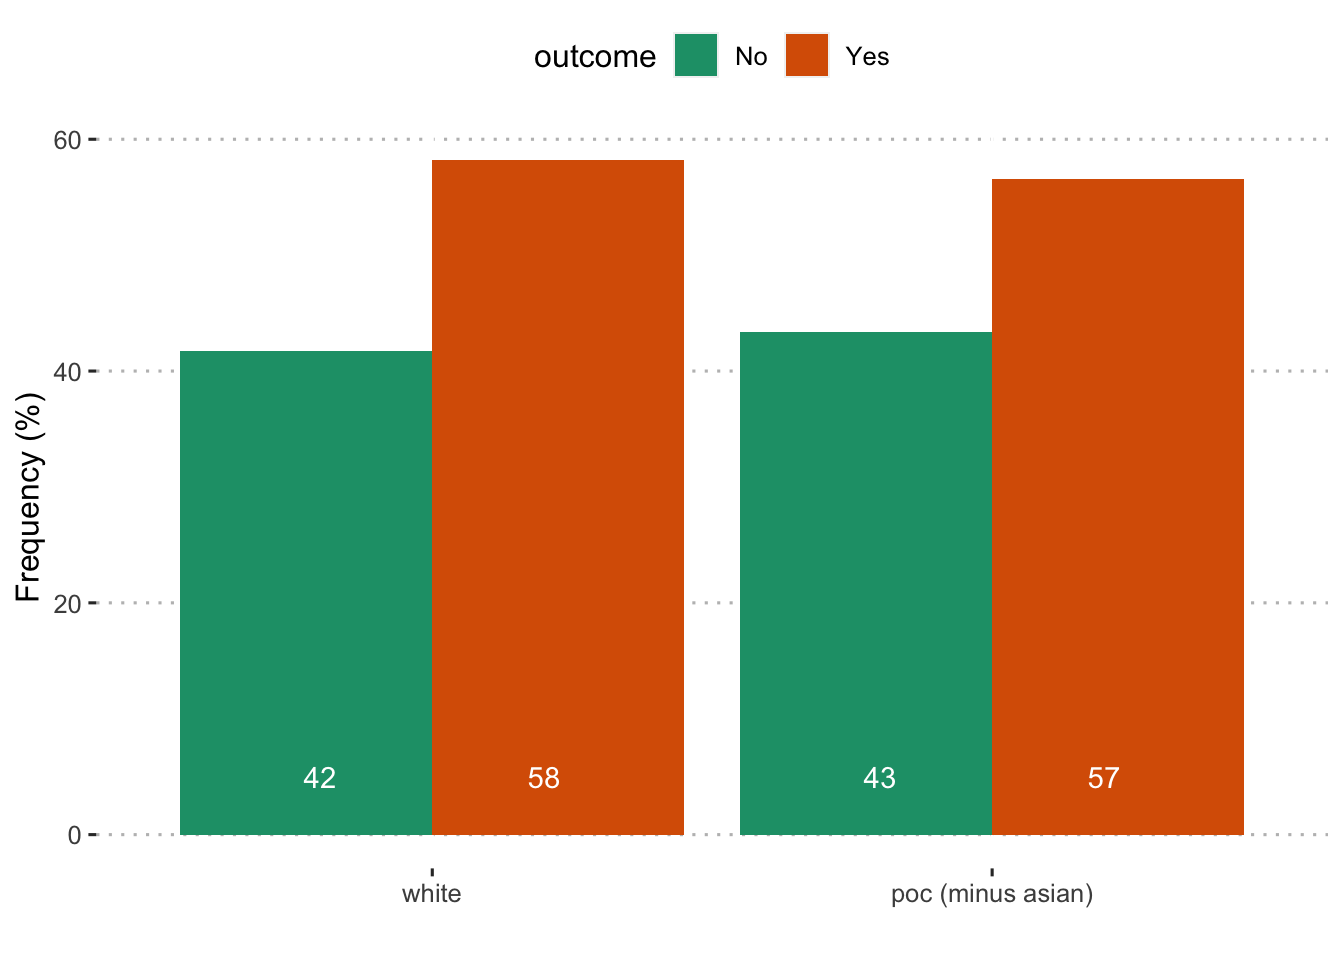 outcome No Yes
60
40
20
0
Frequency (%)
42 58 43 57
white poc (minus asian)